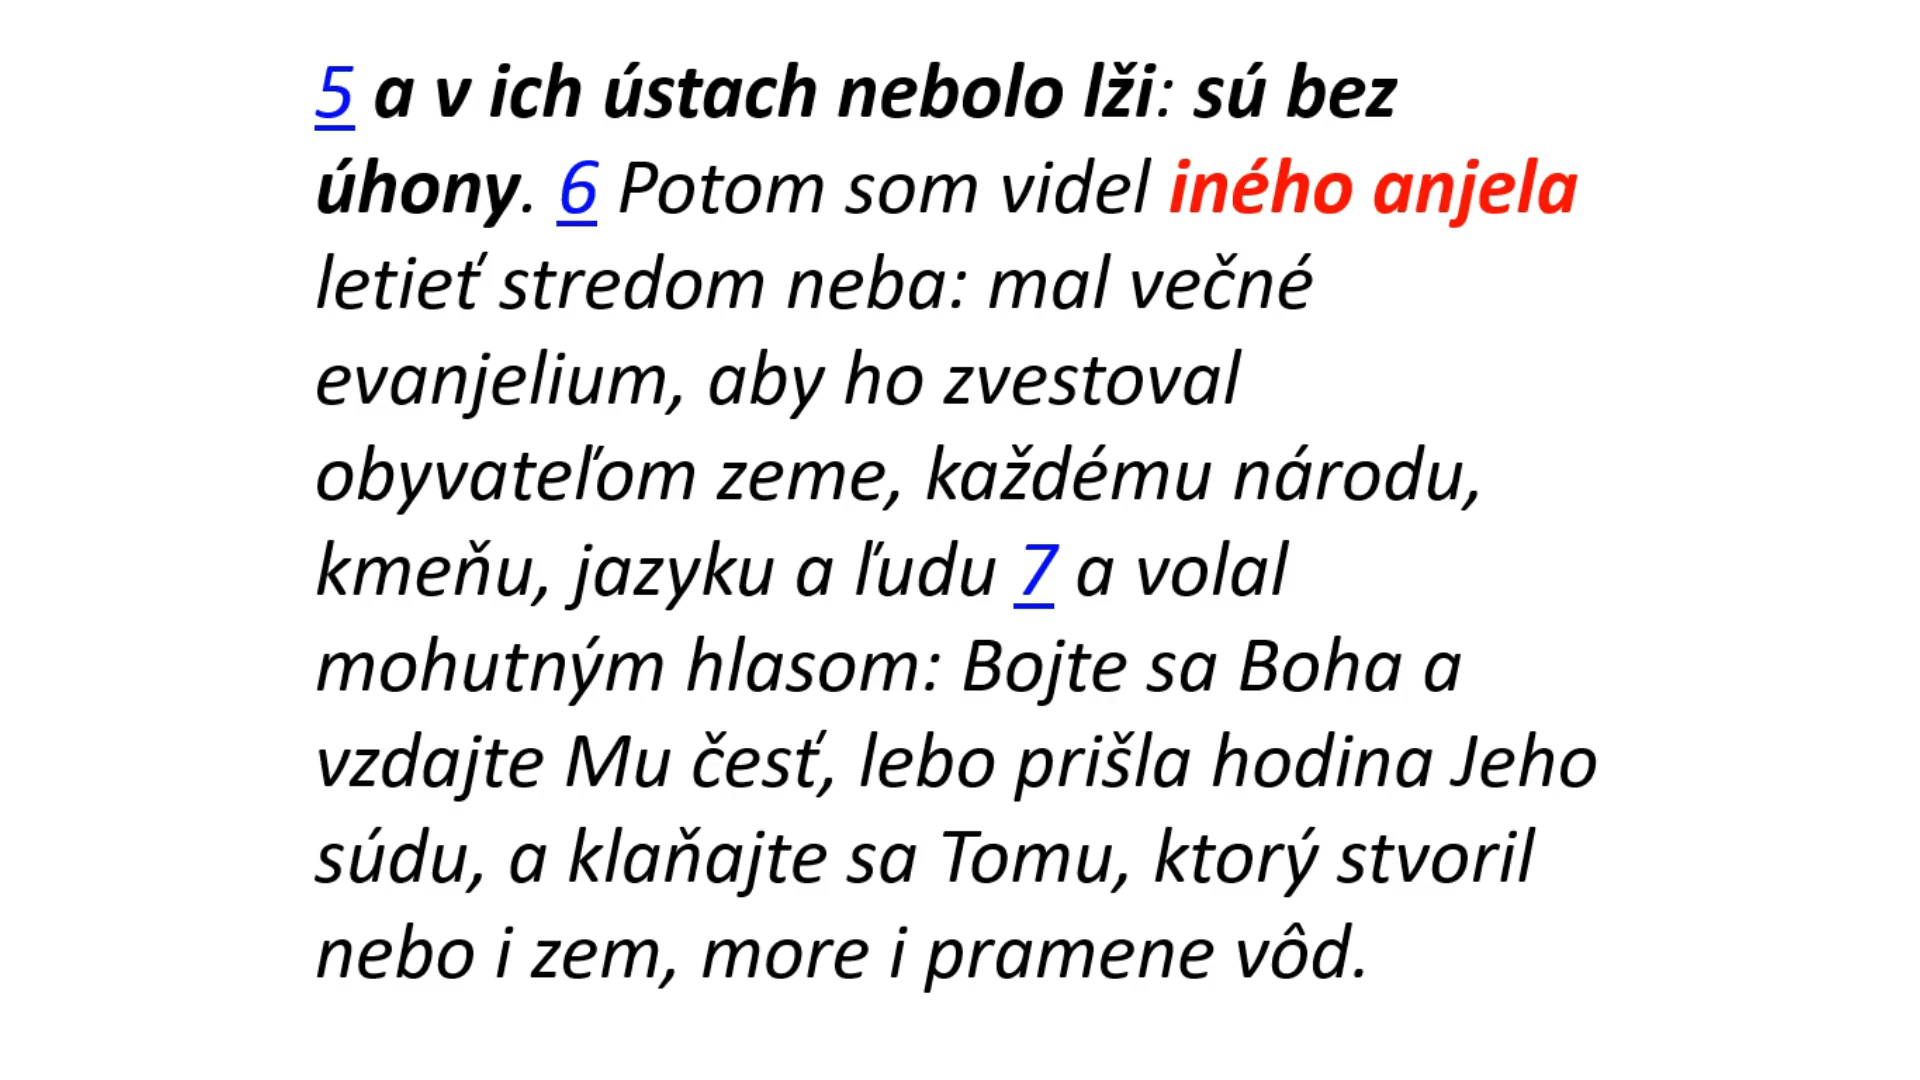 5 a v ich ústach nebolo lži: sú bez
úhony. 6 Potom som videl iného anjela
letieť stredom neba: mal večné
evanjelium, aby ho zvestoval
obyvateľom zeme, každému národu,
kmeňu, jazyku a ľudu 7 a volal
mohutným hlasom: Bojte sa Boha a
vzdajte Mu česť, lebo prišla hodina Jeho
súdu, a klaňajte sa Tomu, ktorý stvoril
nebo i zem, more i pramene vôd.